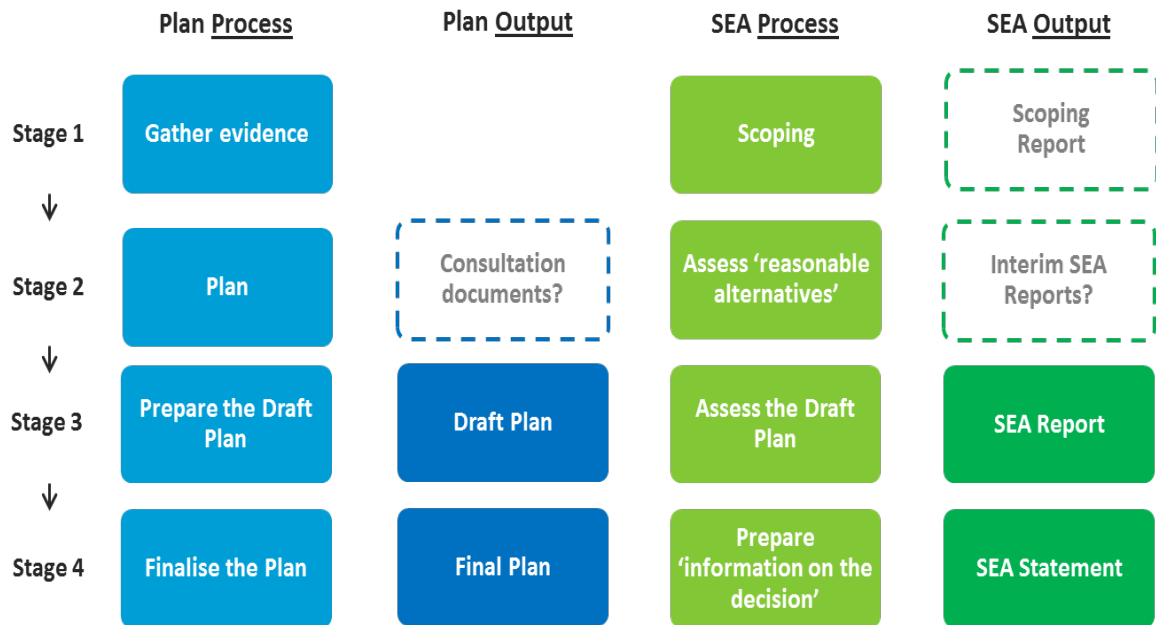 Plan Process
Plan Output
SEA Process
SEA Output
Stage 1
Gather evidence
Scoping
Scoping
Report
Stage 2
Plan
Consultation
documents?
Assess ‘reasonable
alternatives’
Interim SEA
Reports?
Stage 3
Prepare the Draft
Plan
Draft Plan
Assess the Draft
Plan
SEA Report
Stage 4
Finalise the Plan
Final Plan
Prepare
‘information on the
decision’
SEA Statement